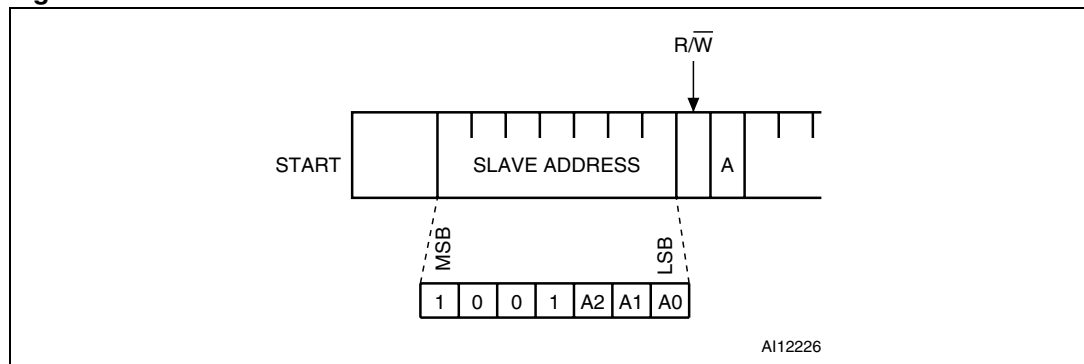 R/W̅
START
SLAVE ADDRESS
A
MSB
LSB
1 0 0 1 A2 A1 A0
AI12226